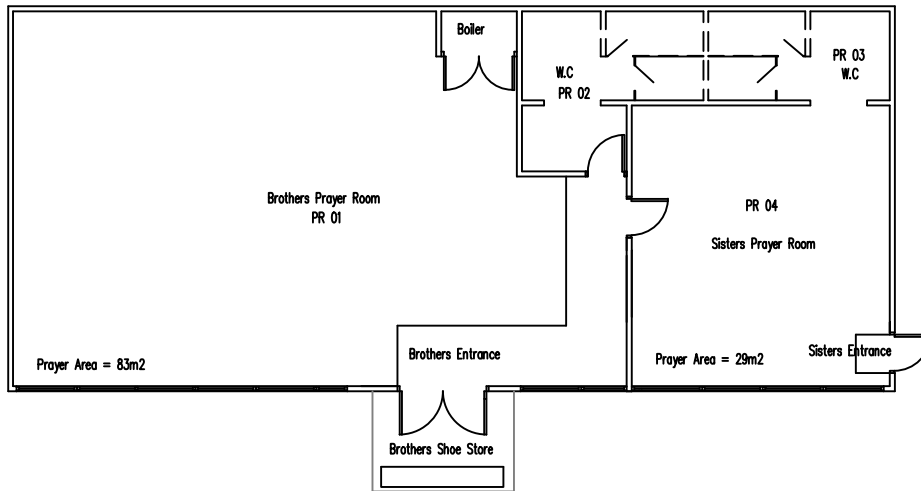 Boiler
W.C
PR 02
PR 03
W.C
Brothers Prayer Room
PR 01
PR 04
Sisters Prayer Room
Prayer Area = 83m2
Brothers Entrance
Prayer Area = 29m2
Sisters Entrance
Brothers Shoe Store